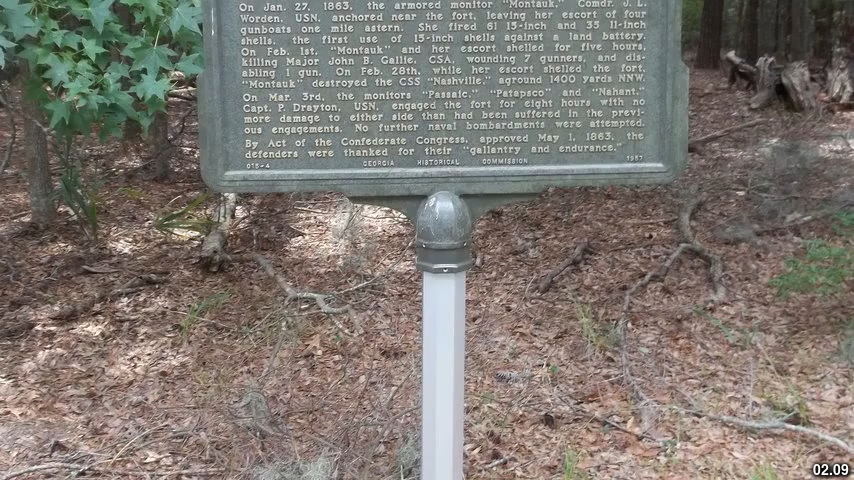 On Jan. 27, 1863, the armored monitor "Montauk," Comdr. J. L.
Worden, USN, anchored near the fort, leaving her escort of four
gunboats one mile astern. She fired 61 15-inch and 35 11-inch
shells, the first use of 15-inch shells against a land battery.
On Feb. 1st, "Montauk" and her escort shelled for five hours,
killing Major John B. Gallie, CSA, wounding 7 gunners, and dis-
abling 1 gun. On Feb. 28th, while her escort shelled the fort,
"Montauk" destroyed the CSS "Nashville," aground 1400 yards NNW.
On Mar. 3rd, the monitors "Passaic," "Patapsco" and "Nahant,"
Capt. P. Drayton, USN, engaged the fort for eight hours with no
more damage to either side than had been suffered in the previ-
ous engagements. No further naval bombardments were attempted.
By Act of the Confederate Congress, approved May 1, 1863, the
defenders were thanked for their "gallantry and endurance."
015-4 GEORGIA HISTORICAL COMMISSION 1957
02.09